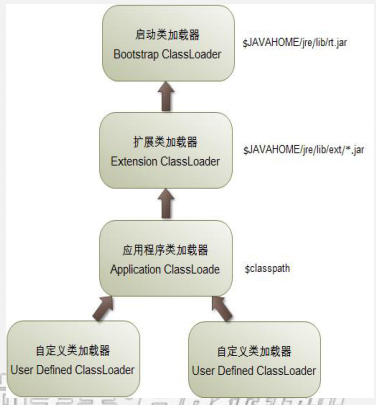 启动类加载器
Bootstrap ClassLoader
$JAVAHOME/jre/lib/rt.jar
扩展类加载器
Extension ClassLoader
$JAVAHOME/jre/lib/ext/*.jar
应用程序类加载器
Application ClassLoade
$classpath
自定义类加载器
User Defined ClassLoader
自定义类加载器
User Defined ClassLoader